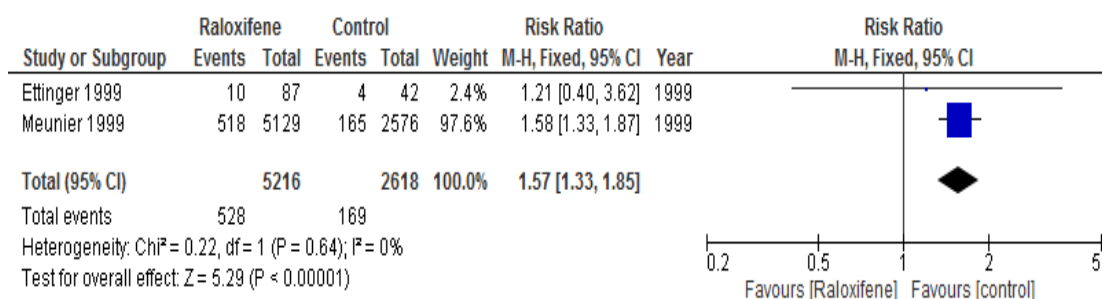 Raloxifene Control Risk Ratio Risk Ratio
Study or Subgroup Events Total Events Total Weight M-H, Fixed, 95% CI Year M-H, Fixed, 95% CI
Ettinger 1999 10 87 4 42 2.4% 1.21 [0.40, 3.62] 1999
Meunier 1999 518 5129 165 2576 97.6% 1.58 [1.33, 1.87] 1999
Total (95% CI) 5216 2618 100.0% 1.57 [1.33, 1.85]
Total events 528 169
Heterogeneity: Chi² = 0.22, df = 1 (P = 0.64); I² = 0%
Test for overall effect: Z = 5.29 (P < 0.00001)
0.2 0.5 1 2 5
Favours [Raloxifene] Favours [control]